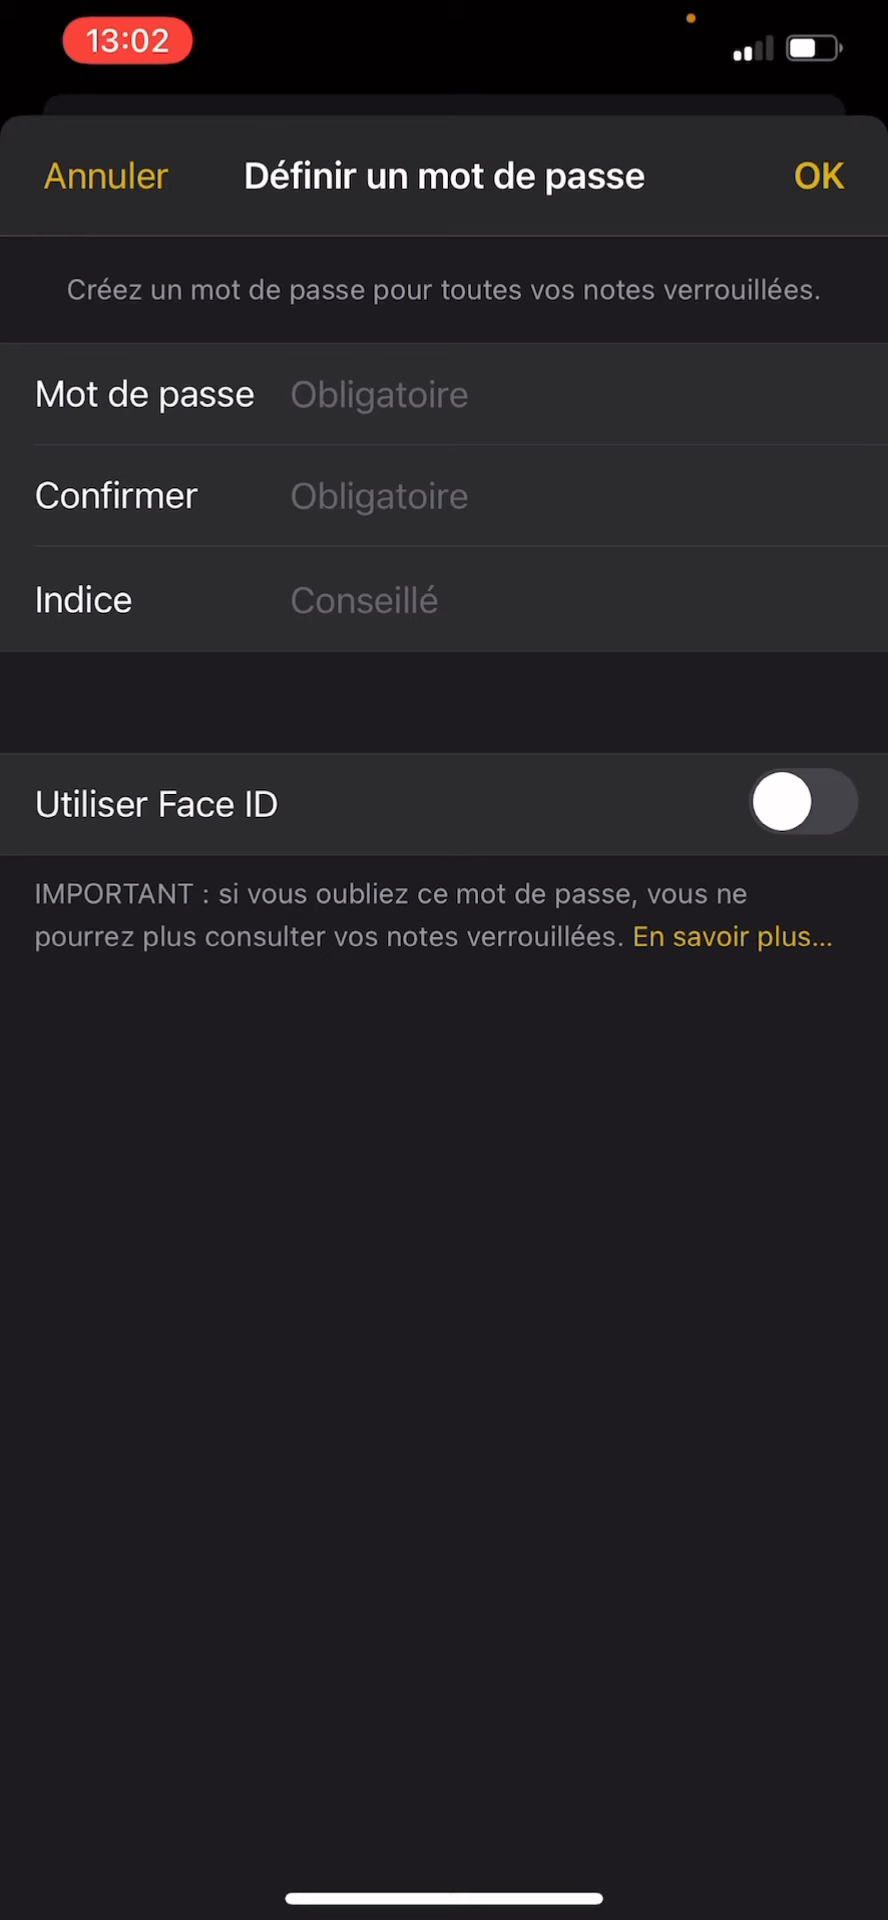 13:02
Annuler Définir un mot de passe OK
Créez un mot de passe pour toutes vos notes verrouillées.
Mot de passe Obligatoire
Confirmer Obligatoire
Indice Conseillé
Utiliser Face ID
IMPORTANT : si vous oubliez ce mot de passe, vous ne
pourrez plus consulter vos notes verrouillées. En savoir plus...